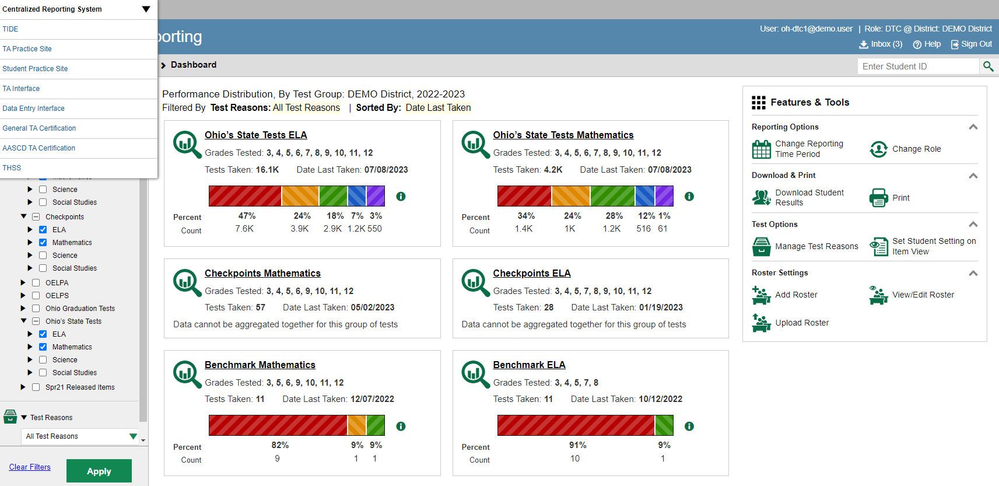 Centralized Reporting System
TIDE
TA Practice Site
Student Practice Site
TA Interface
Data Entry Interface
General TA Certification
AASCD TA Certification
THSS
orting
User: oh-dtc1@demo.user | Role: DTC @ District: DEMO District
Inbox (3) Help Sign Out
Dashboard
Enter Student ID
Science
Social Studies
Checkpoints
ELA
Mathematics
Science
Social Studies
OELPA
OELPS
Ohio Graduation Tests
Ohio's State Tests
ELA
Mathematics
Science
Social Studies
Spr21 Released Items
Test Reasons
All Test Reasons
Clear Filters
Apply
Performance Distribution, By Test Group: DEMO District, 2022-2023
Filtered By Test Reasons: All Test Reasons | Sorted By: Date Last Taken
Ohio's State Tests ELA
Grades Tested: 3, 4, 5, 6, 7, 8, 9, 10, 11, 12
Tests Taken: 16.1K Date Last Taken: 07/08/2023
Percent 47% 24% 18% 7% 3%
Count 7.6K 3.9K 2.9K 1.2K 550
Ohio's State Tests Mathematics
Grades Tested: 3, 4, 5, 6, 7, 8, 9, 10, 11, 12
Tests Taken: 4.2K Date Last Taken: 07/08/2023
Percent 34% 24% 28% 12% 1%
Count 1.4K 1K 1.2K 516 61
Checkpoints Mathematics
Grades Tested: 3, 4, 5, 6, 9, 10, 11, 12
Tests Taken: 57 Date Last Taken: 05/02/2023
Data cannot be aggregated together for this group of tests
Checkpoints ELA
Grades Tested: 3, 4, 5, 7, 8, 9, 10, 11, 12
Tests Taken: 28 Date Last Taken: 01/19/2023
Data cannot be aggregated together for this group of tests
Benchmark Mathematics
Grades Tested: 3, 5, 6, 9, 10, 11, 12
Tests Taken: 11 Date Last Taken: 12/07/2022
Percent 82% 9% 9%
Count 9 1 1
Benchmark ELA
Grades Tested: 3, 4, 5, 7, 8
Tests Taken: 11 Date Last Taken: 10/12/2022
Percent 91% 9%
Count 10 1
Features & Tools
Reporting Options
Change Reporting
Time Period
Change Role
Download & Print
Download Student
Results
Print
Test Options
Manage Test Reasons
Set Student Setting on
Item View
Roster Settings
Add Roster
View/Edit Roster
Upload Roster